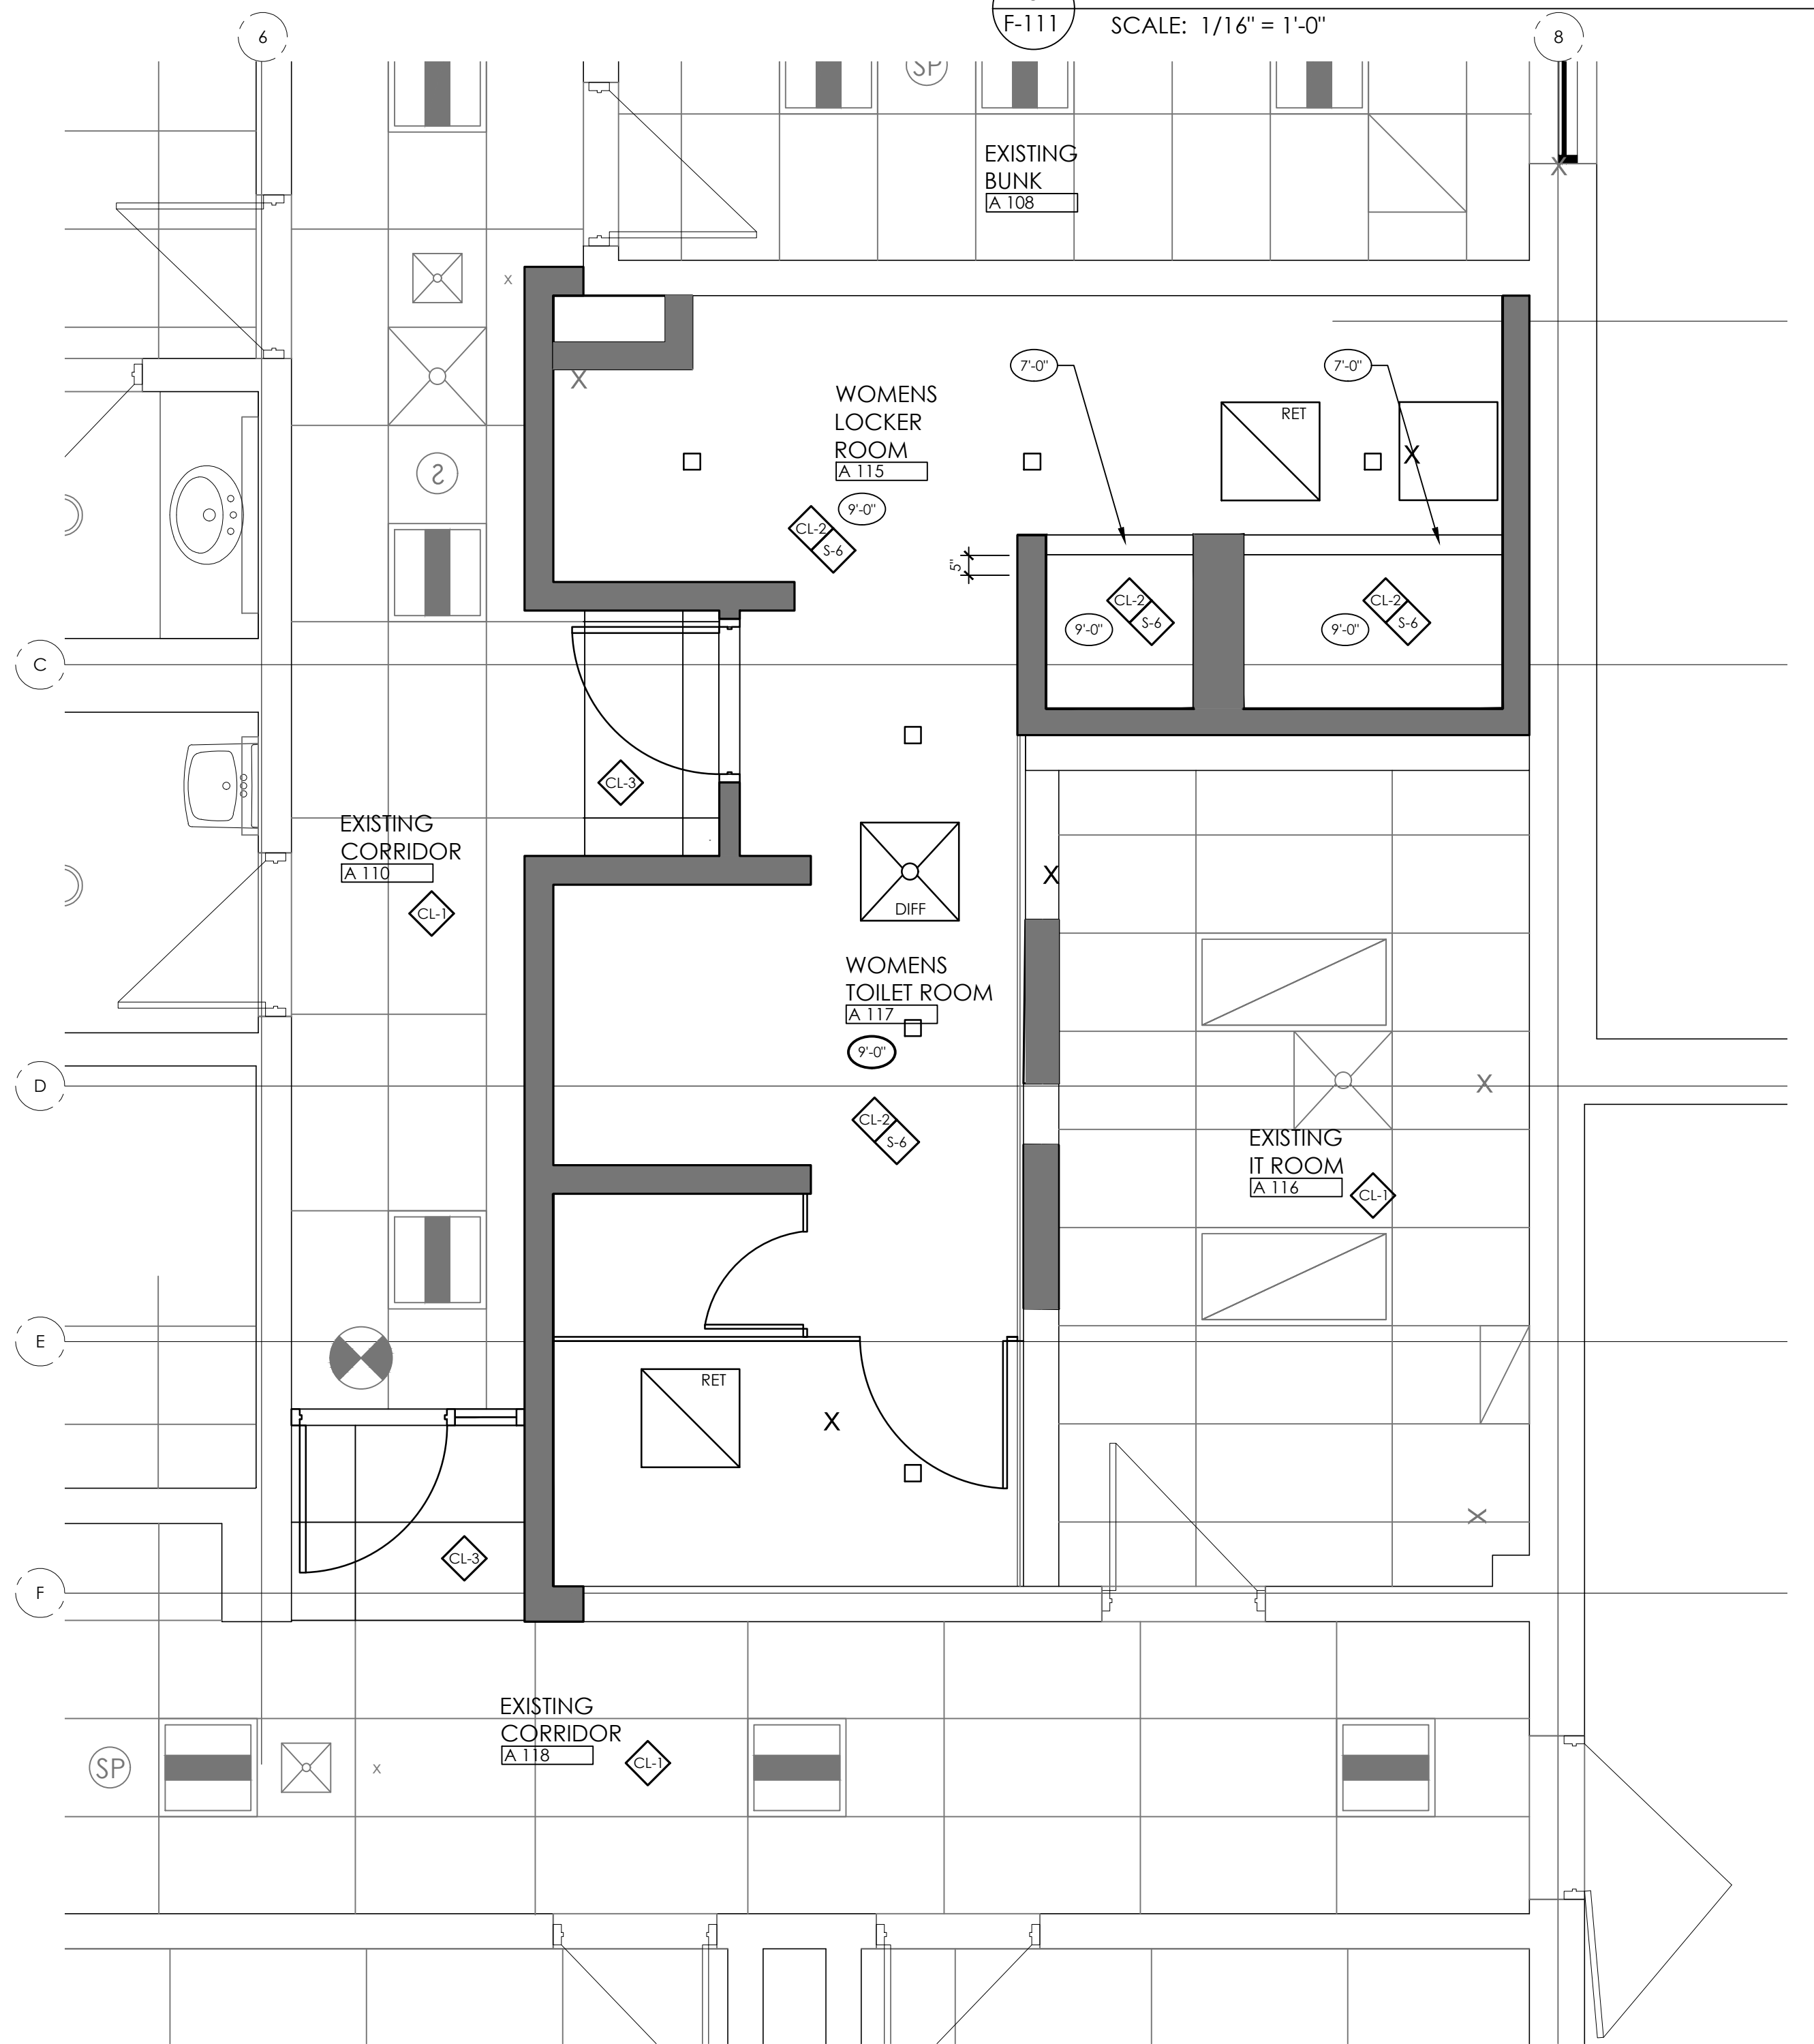 F-111
SCALE: 1/16" = 1'-0"
6
8
SP
EXISTING
BUNK
A 108
x
X
7'-0"
7'-0"
X
WOMENS
LOCKER
ROOM
A 115
RET
X
9'-0"
CL-2
S-6
5"
CL-2
S-6
9'-0"
CL-2
S-6
9'-0"
C
CL-3
EXISTING
CORRIDOR
A 110
CL-1
X
DIFF
WOMENS
TOILET ROOM
A 117
9'-0"
D
X
CL-2
S-6
EXISTING
IT ROOM
A 116
CL-1
E
RET
X
X
CL-3
F
EXISTING
CORRIDOR
A 118
CL-1
SP
x